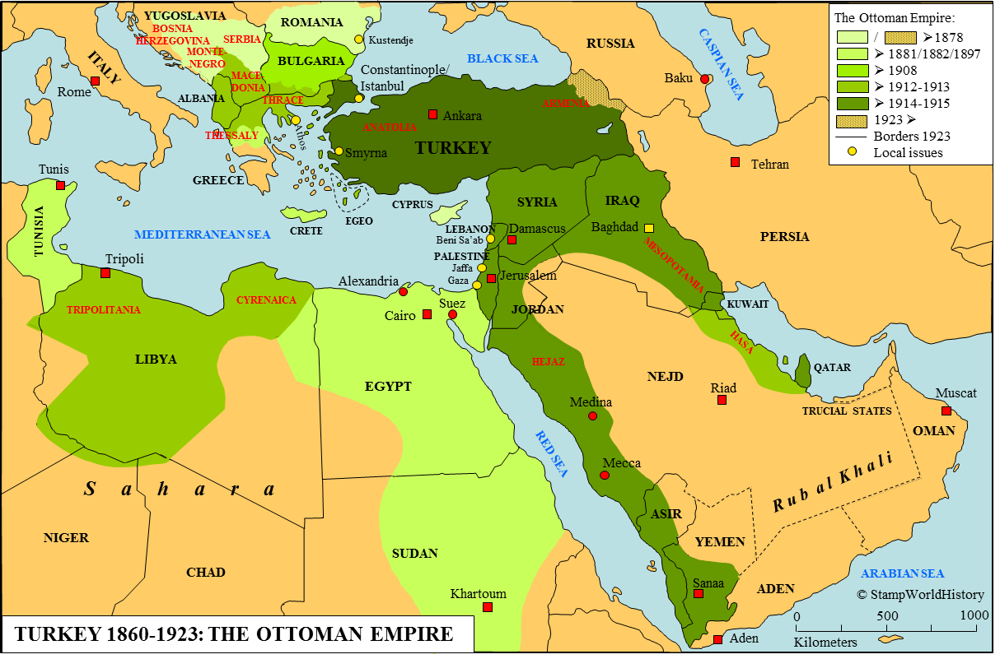 YUGOSLAVIA
BOSNIA
HERZEGOVINA
SERBIA
MONTE-
NEGRO
ROMANIA
Kustendje
BULGARIA
MACE
DONIA
THRACE
Constantinople/
Istanbul
ALBANIA
THESSALY
Athos
GREECE
ITALY
Rome
BLACK SEA
RUSSIA
CASPIAN SEA
Baku
ARMENIA
Ankara
ANATOLIA
TURKEY
Smyrna
Tehran
The Ottoman Empire:
/ ➢1878
➢ 1881/1882/1897
➢ 1908
➢ 1912-1913
➢ 1914-1915
1923 ➢
Borders 1923
Local issues
Tunis
TUNISIA
MEDITERRANEAN SEA
CRETE
EGEO
CYPRUS
SYRIA
IRAQ
LEBANON
Beni Sa’ab
Damascus
Baghdad
PALESTINE
Jaffa
Gaza
Jerusalem
MESOPOTAMIA
PERSIA
Tripoli
TRIPOLITANIA
CYRENAICA
LIBYA
Alexandria
Cairo
Suez
EGYPT
JORDAN
KUWAIT
HASA
HEJAZ
NEJD
QATAR
Riad
TRUCIAL STATES
Muscat
OMAN
Medina
RED SEA
Mecca
Rub al Khali
Sahara
ASIR
YEMEN
NIGER
CHAD
SUDAN
Khartoum
Sanaa
ADEN
Aden
ARABIAN SEA
© StampWorldHistory
0 500 1000
Kilometers
TURKEY 1860-1923: THE OTTOMAN EMPIRE